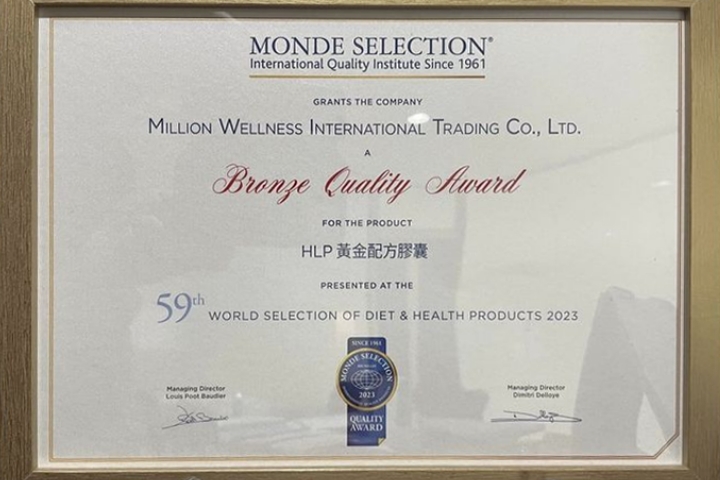 MONDE SELECTION®
International Quality Institute Since 1961
GRANTS THE COMPANY
MILLION WELLNESS INTERNATIONAL TRADING CO., LTD.
A
Bronze Quality Award
FOR THE PRODUCT
HLP 黃金配方膠囊
PRESENTED AT THE
59th WORLD SELECTION OF DIET & HEALTH PRODUCTS 2023
SINCE 1961
MONDE SELECTION
2023
QUALITY
AWARD
Managing Director
Louis Post Baudier
Managing Director
Dimitri Delloye